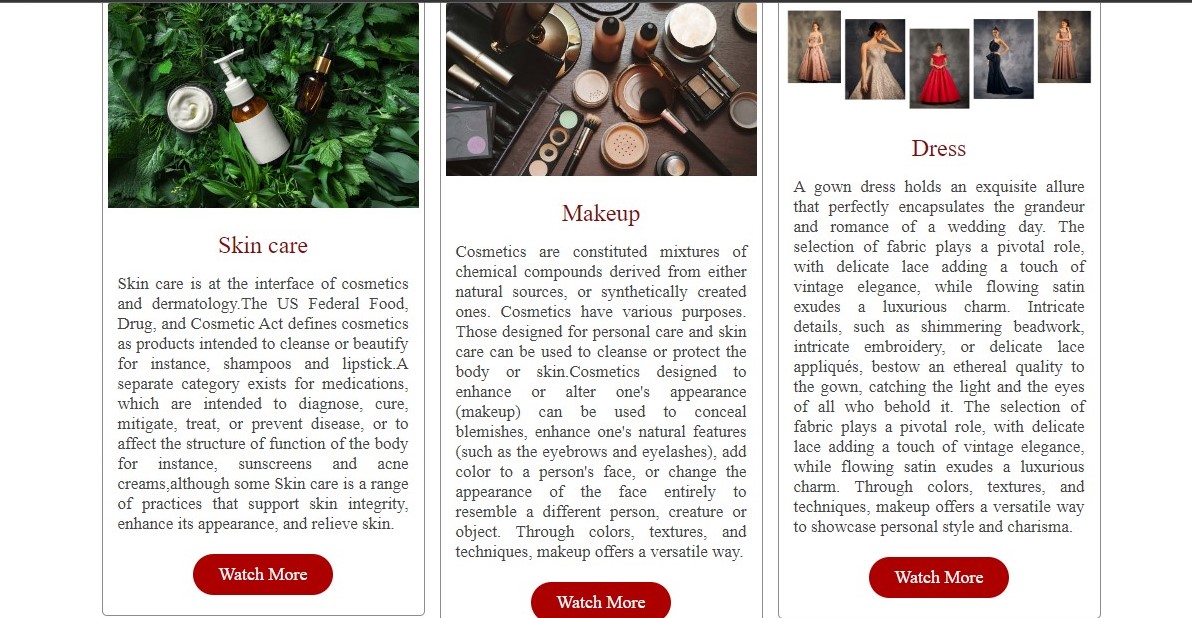 Skin care
Skin care is at the interface of cosmetics
and dermatology.The US Federal Food,
Drug, and Cosmetic Act defines cosmetics
as products intended to cleanse or beautify
for instance, shampoos and lipstick.A
separate category exists for medications,
which are intended to diagnose, cure,
mitigate, treat, or prevent disease, or to
affect the structure of function of the body
for instance, sunscreens and acne
creams,although some Skin care is a range
of practices that support skin integrity,
enhance its appearance, and relieve skin.
Watch More
Makeup
Cosmetics are constituted mixtures of
chemical compounds derived from either
natural sources, or synthetically created
ones. Cosmetics have various purposes.
Those designed for personal care and skin
care can be used to cleanse or protect the
body or skin.Cosmetics designed to
enhance or alter one's appearance
(makeup) can be used to conceal
blemishes, enhance one's natural features
(such as the eyebrows and eyelashes), add
color to a person's face, or change the
appearance of the face entirely to
resemble a different person, creature or
object. Through colors, textures, and
techniques, makeup offers a versatile way.
Watch More
Dress
A gown dress holds an exquisite allure
that perfectly encapsulates the grandeur
and romance of a wedding day. The
selection of fabric plays a pivotal role,
with delicate lace adding a touch of
vintage elegance, while flowing satin
exudes a luxurious charm. Intricate
details, such as shimmering beadwork,
intricate embroidery, or delicate lace
appliqués, bestow an ethereal quality to
the gown, catching the light and the eyes
of all who behold it. The selection of
fabric plays a pivotal role, with delicate
lace adding a touch of vintage elegance,
while flowing satin exudes a luxurious
charm. Through colors, textures, and
techniques, makeup offers a versatile way
to showcase personal style and charisma.
Watch More